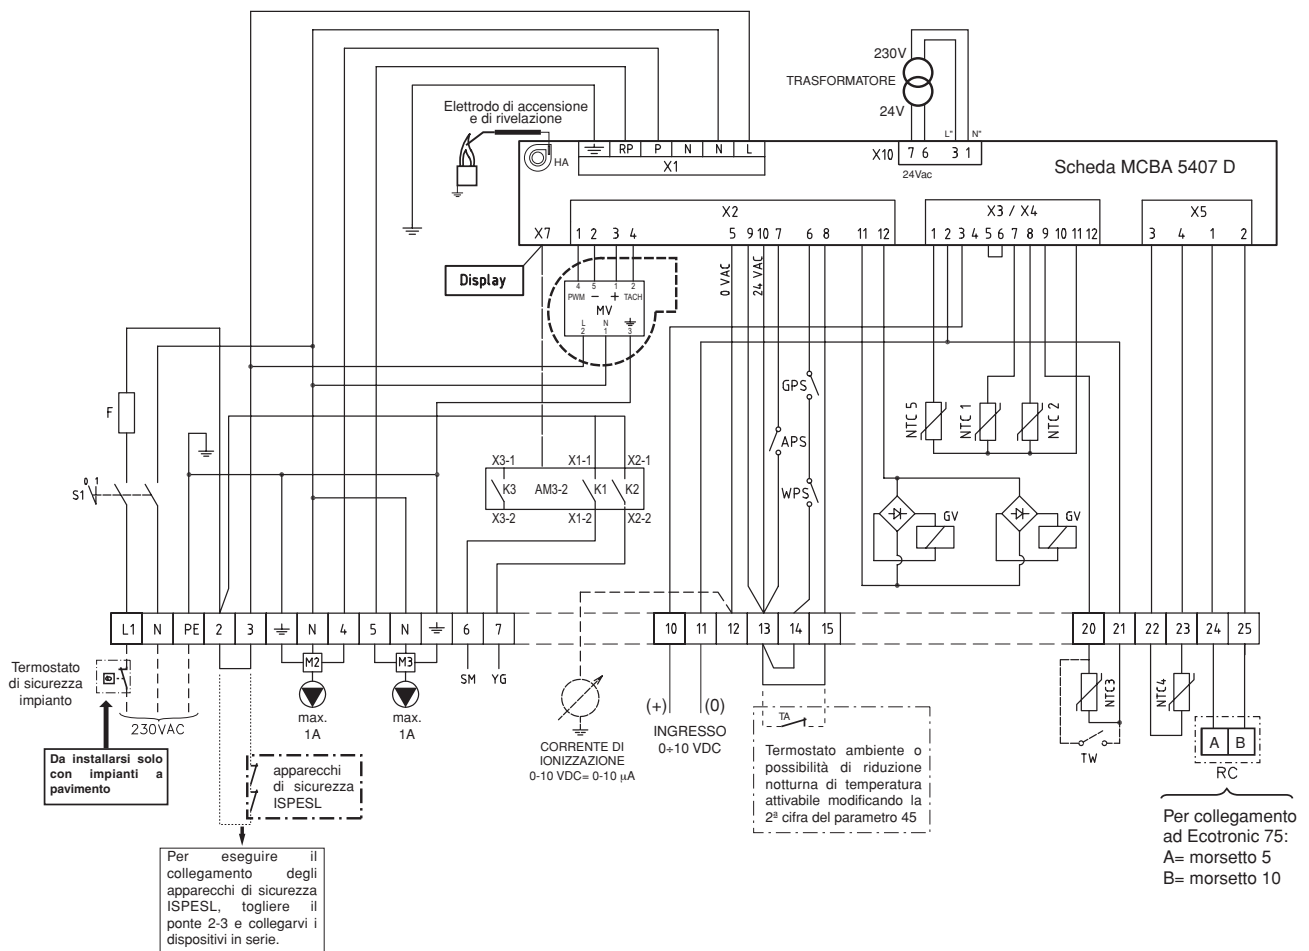 230V
TRASFORMATORE
24V
Elettrodo di accensione
e di rivelazione
HA
RP P N N L
X1
L" N"
X10 7 6 3 1
24Vac
Scheda MCBA 5407 D
X2
X3 / X4
X5
X7 1 2 3 4 5 9 10 7 6 8 11 12
1 2 3 4 5 6 7 8 9 10 11 12
3 4 1 2
Display
0 VAC
24 VAC
4 5 1 2
PWM − + TACH
MV
L N
2 1 3
F
GPS
APS
WPS
NTC 5
NTC 1
NTC 2
S1 0 1
X3-1 X1-1 X2-1
K3 AM3-2 K1 K2
X3-2 X1-2 X2-2
GV
GV
L1 N PE 2 3 N 4 5 N 6 7
10 11 12 13 14 15
20 21 22 23 24 25
Termostato
di sicurezza
impianto
230VAC
Da installarsi solo
con impianti a
pavimento
M2
max.
1A
M3
max.
1A
SM YG
apparecchi
di sicurezza
ISPESL
Per eseguire il
collegamento degli
apparecchi di sicurezza
ISPESL, togliere il
ponte 2-3 e collegarvi i
dispositivi in serie.
CORRENTE DI
IONIZZAZIONE
0-10 VDC= 0-10 µA
(+) (0)
INGRESSO
0÷10 VDC
TA
Termostato ambiente o
possibilità di riduzione
notturna di temperatura
attivabile modificando la
2ª cifra del parametro 45
NTC3
TW
NTC4
A B
RC
Per collegamento
ad Ecotronic 75:
A= morsetto 5
B= morsetto 10